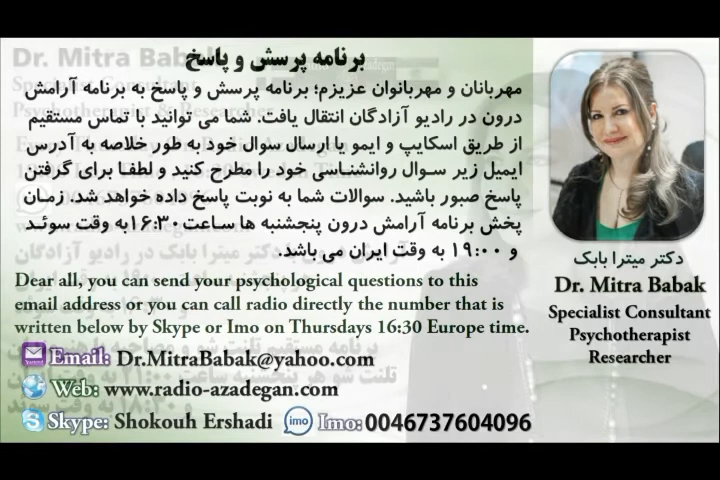 برنامه پرسش و پاسخ
مهربانان و مهربانوان عزیزم؛ برنامه پرسش و پاسخ به برنامه آرامش
درون در رادیو آزادگان انتقال یافت. شما می توانید با تماس مستقیم
از طریق اسکایپ و ایمو یا ارسال سوال خود به طور خلاصه به آدرس
ایمیل زیر سوال روانشناسی خود را مطرح کنید و لطفا برای گرفتن
پاسخ صبور باشید. سوالات شما به نوبت پاسخ داده خواهد شد. زمان
پخش برنامه آرامش درون پنجشنبه ها ساعت ۱۶:۳۰به وقت سوئد
و ۱۹:۰۰ به وقت ایران می باشد.
Dear all, you can send your psychological questions to this
email address or you can call radio directly the number that is
written below by Skype or Imo on Thursdays 16:30 Europe time.
Email: Dr.MitraBabak@yahoo.com
Web: www.radio-azadegan.com
Skype: Shokouh Ershadi imo Imo: 0046737604096
دکتر میترا بابک
Dr. Mitra Babak
Specialist Consultant
Psychotherapist
Researcher